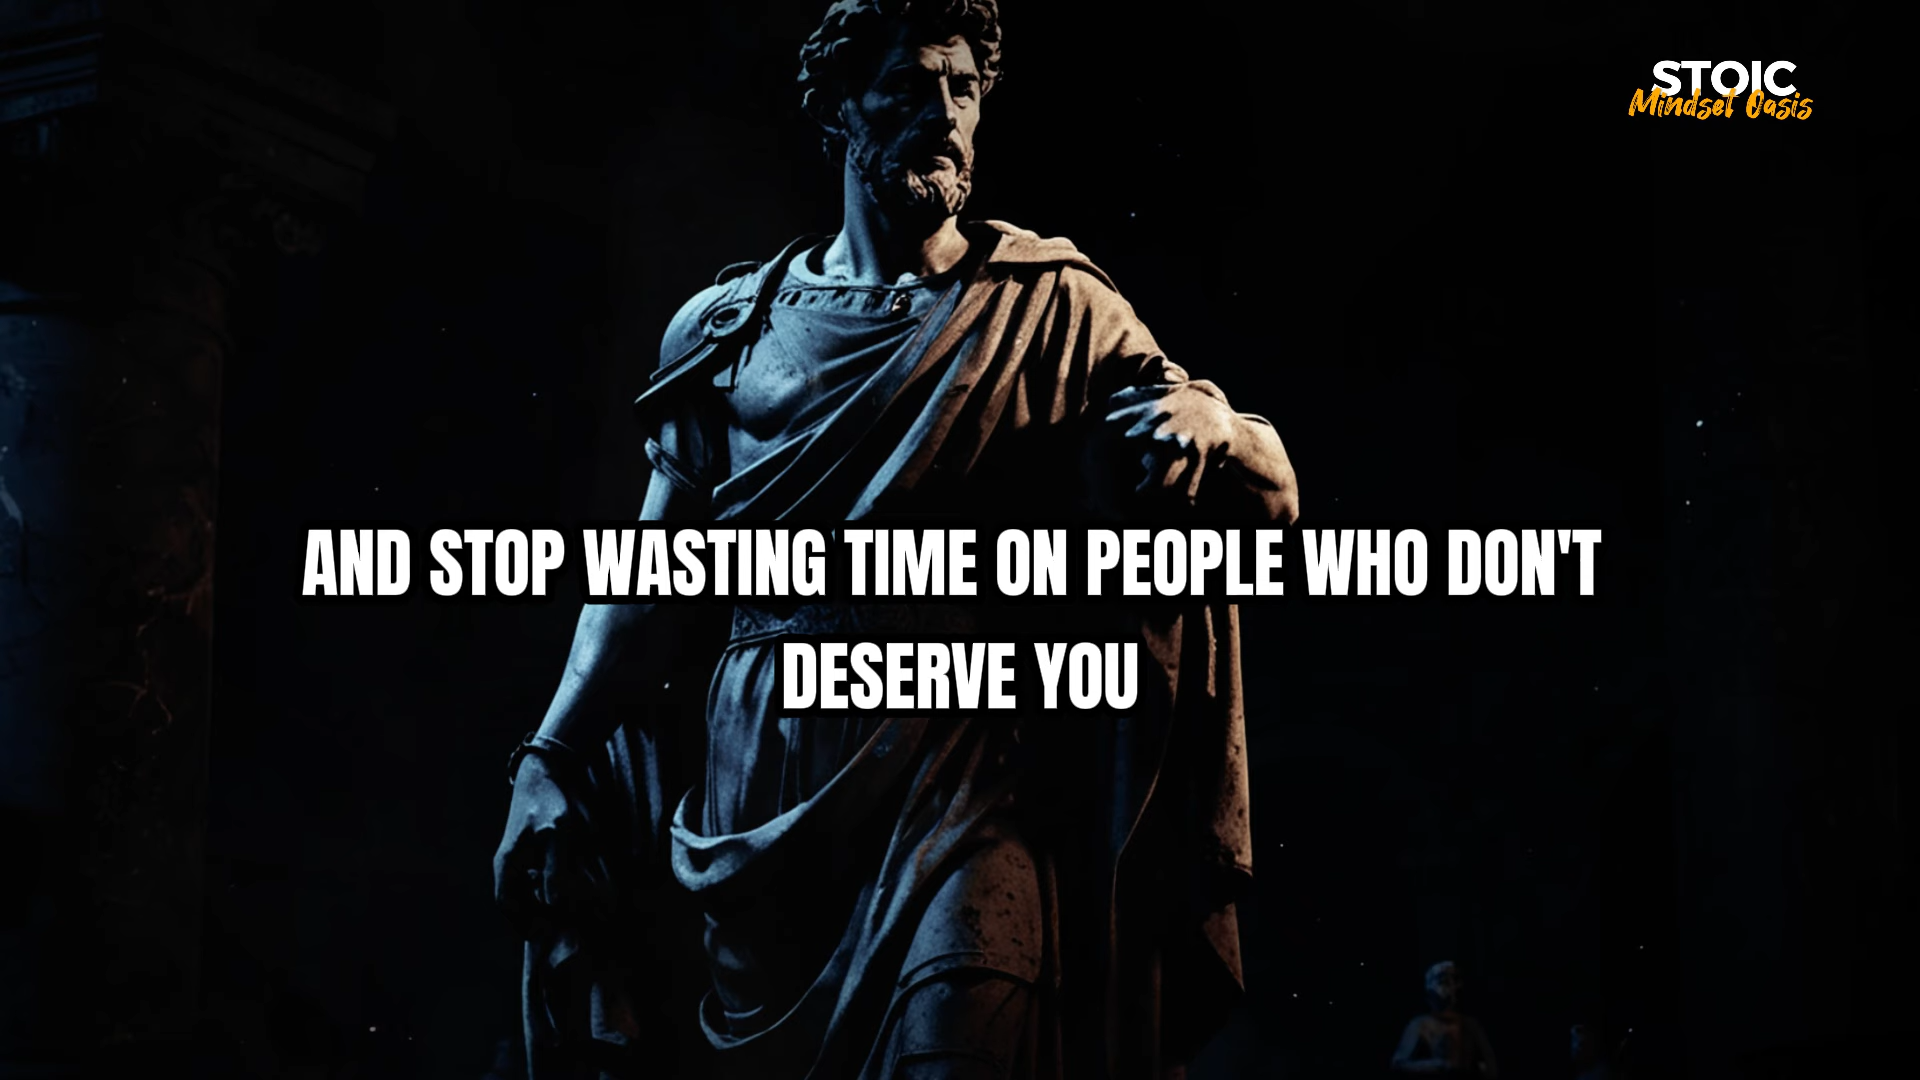 STOIC
Mindset Oasis
AND STOP WASTING TIME ON PEOPLE WHO DON'T
DESERVE YOU